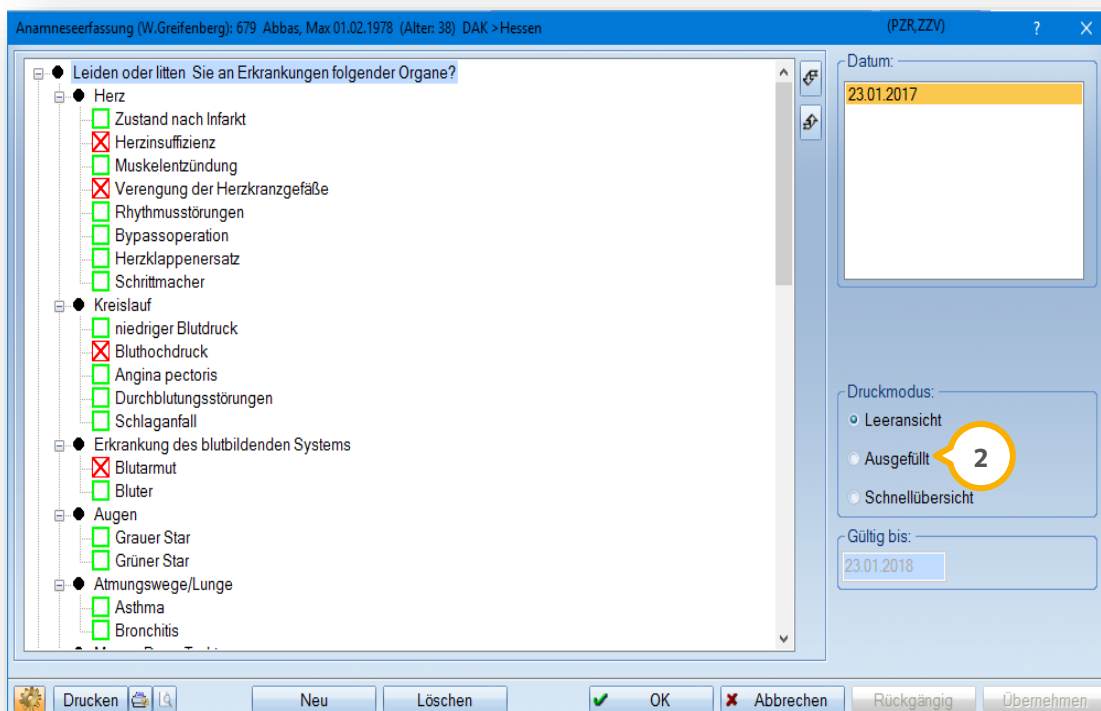 Anamneseerfassung (W.Greifenberg): 679 Abbas, Max 01.02.1978 (Alter: 38) DAK >Hessen (PZR,ZZV) ?
Leiden oder litten Sie an Erkrankungen folgender Organe?
Herz
Zustand nach Infarkt
Herzinsuffizienz
Muskelentzündung
Verengung der Herzkranzgefäße
Rhythmusstörungen
Bypassoperation
Herzklappenersatz
Schrittmacher
Kreislauf
niedriger Blutdruck
Bluthochdruck
Angina pectoris
Durchblutungsstörungen
Schlaganfall
Erkrankung des blutbildenden Systems
Blutarmut
Bluter
Augen
Grauer Star
Grüner Star
Atmungswege/Lunge
Asthma
Bronchitis
Datum:
23.01.2017
Druckmodus:
Leeransicht
Ausgefüllt
2
Schnellübersicht
Gültig bis:
23.01.2018
Drucken Neu Löschen OK Abbrechen Rückgängig Übernehmen